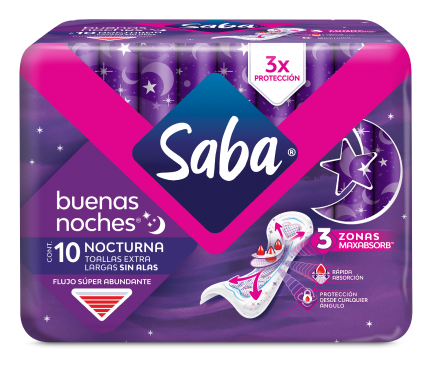 3x
PROTECCIÓN
Saba®
buenas
noches®
CONT. 10 NOCTURNA
TOALLAS EXTRA
LARGAS SIN ALAS
FLUJO SÚPER ABUNDANTE
3 ZONAS
MAXABSORB™
RÁPIDA
ABSORCIÓN
PROTECCIÓN
DESDE CUALQUIER
ÁNGULO